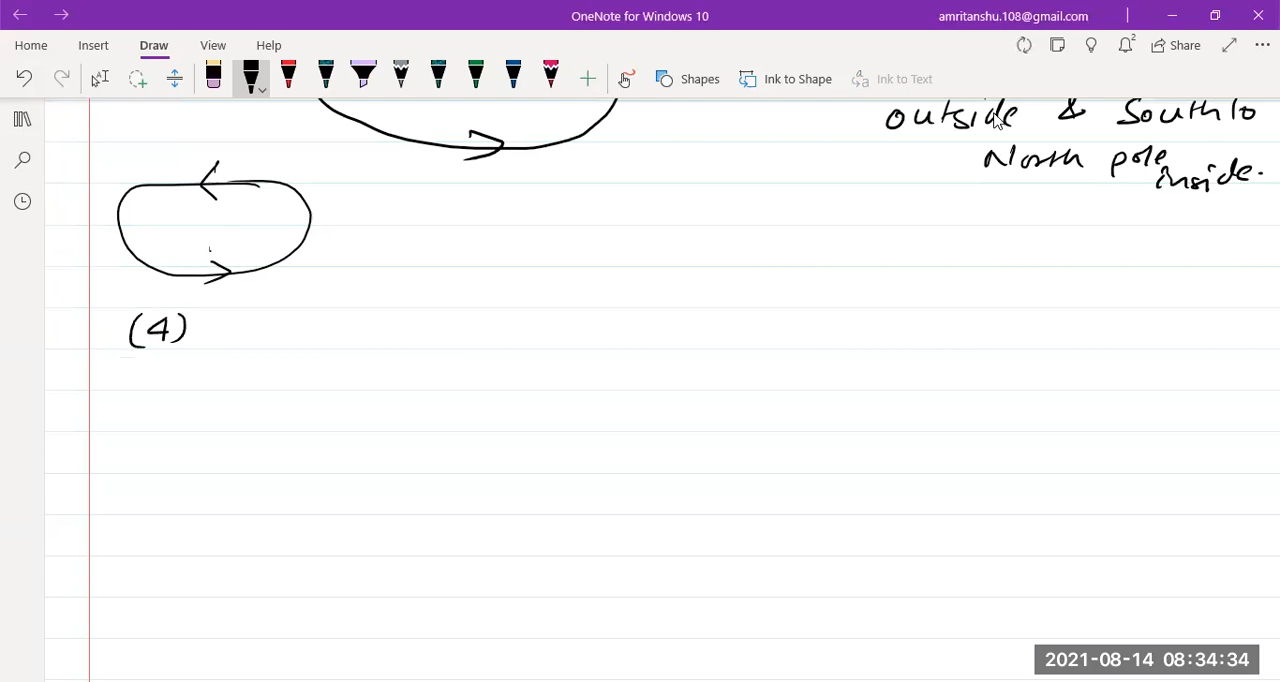 OneNote for Windows 10
amritanshu.108@gmail.com
Home Insert Draw View Help
2
Share
Shapes Ink to Shape Ink to Text
outside & South to
North pole
inside.
(4)
2021-08-14 08:34:34